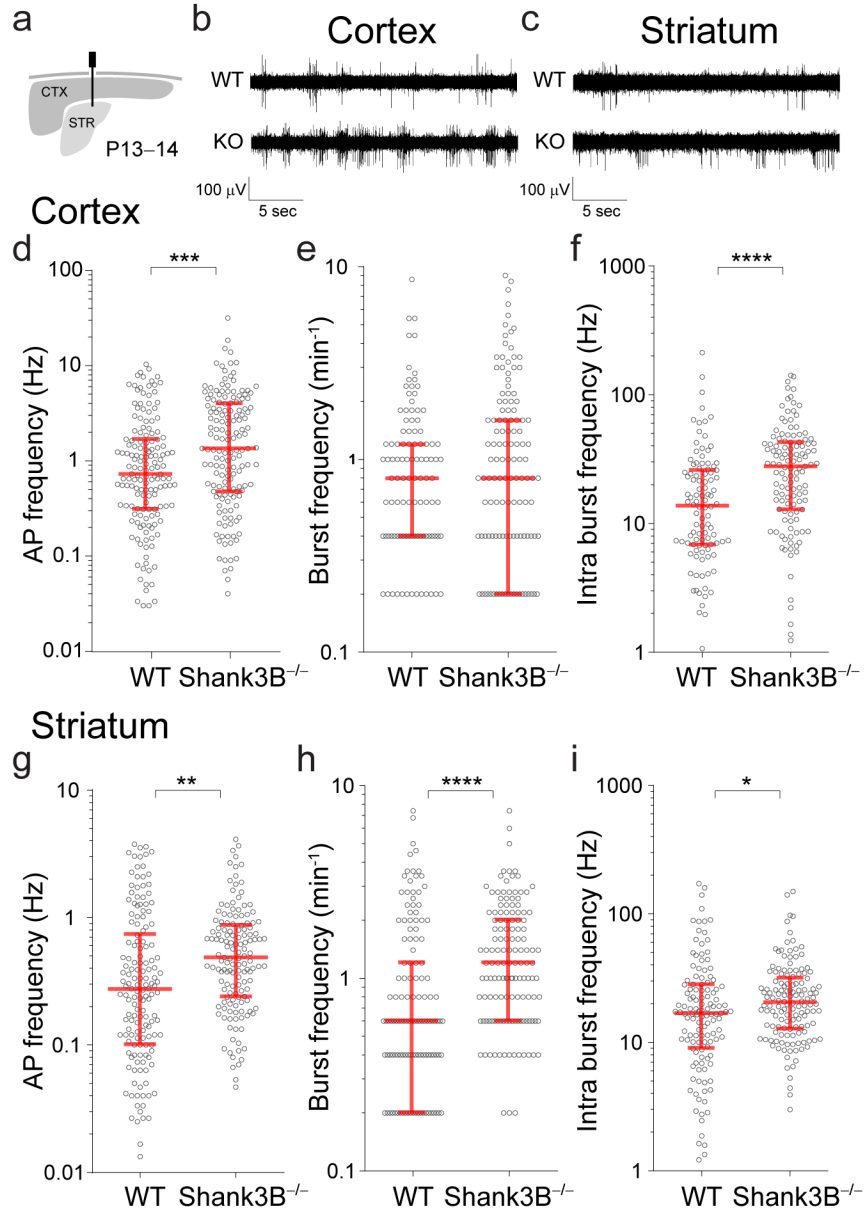 a
b
c
Cortex
Striatum
CTX
STR
P13–14
WT
KO
100 μV
5 sec
WT
KO
100 μV
5 sec
Cortex
d
e
f
***
****
AP frequency (Hz)
100
10
1
0.1
0.01
WT Shank3B⁻/⁻
Burst frequency (min⁻¹)
10
1
0.1
WT Shank3B⁻/⁻
Intra burst frequency (Hz)
1000
100
10
1
WT Shank3B⁻/⁻
Striatum
g
h
i
**
****
*
AP frequency (Hz)
10
1
0.1
0.01
WT Shank3B⁻/⁻
Burst frequency (min⁻¹)
10
1
0.1
WT Shank3B⁻/⁻
Intra burst frequency (Hz)
1000
100
10
1
WT Shank3B⁻/⁻